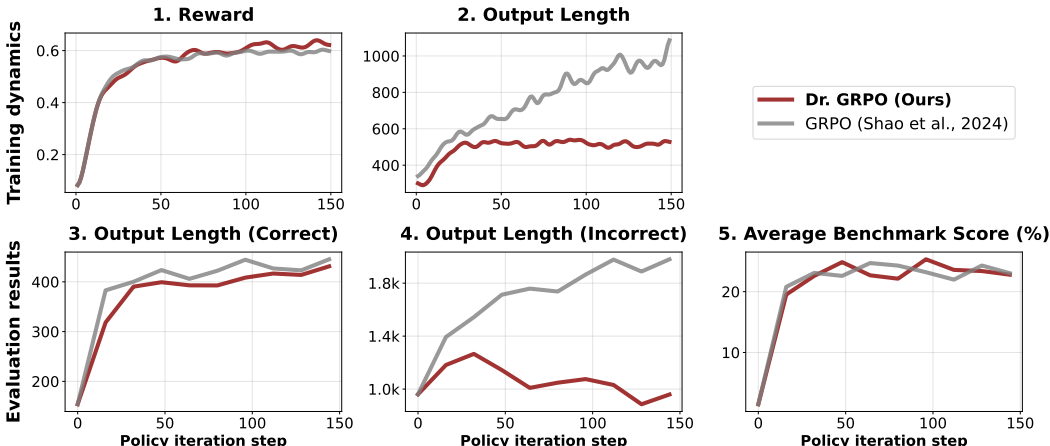 Training dynamics
1. Reward
0.6
0.4
0.2
0
50
100
150
2. Output Length
1000
800
600
400
0
50
100
150
Dr. GRPO (Ours)
GRPO (Shao et al., 2024)
Evaluation results
3. Output Length (Correct)
400
300
200
0
50
100
150
Policy iteration step
4. Output Length (Incorrect)
1.8k
1.4k
1.0k
0
50
100
150
Policy iteration step
5. Average Benchmark Score (%)
20
10
0
50
100
150
Policy iteration step